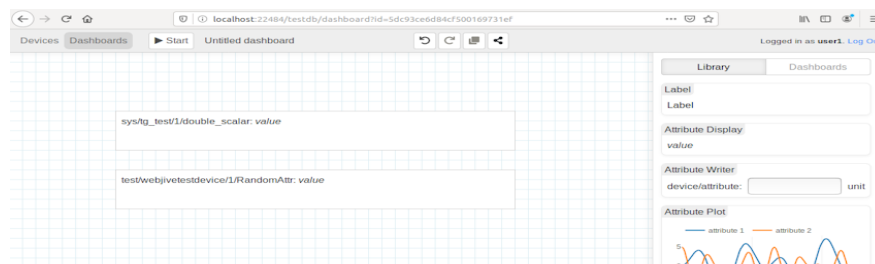 localhost:22484/testdb/dashboard?id=5dc93ce6d84cf500169731ef
Devices Dashboards Start Untitled dashboard Logged in as user1. Log O
Library Dashboards
Label
Label
sys/tg_test/1/double_scalar: value
Attribute Display
value
test/webjivetestdevice/1/RandomAttr: value
Attribute Writer
device/attribute: unit
Attribute Plot
attribute 1 attribute 2
5